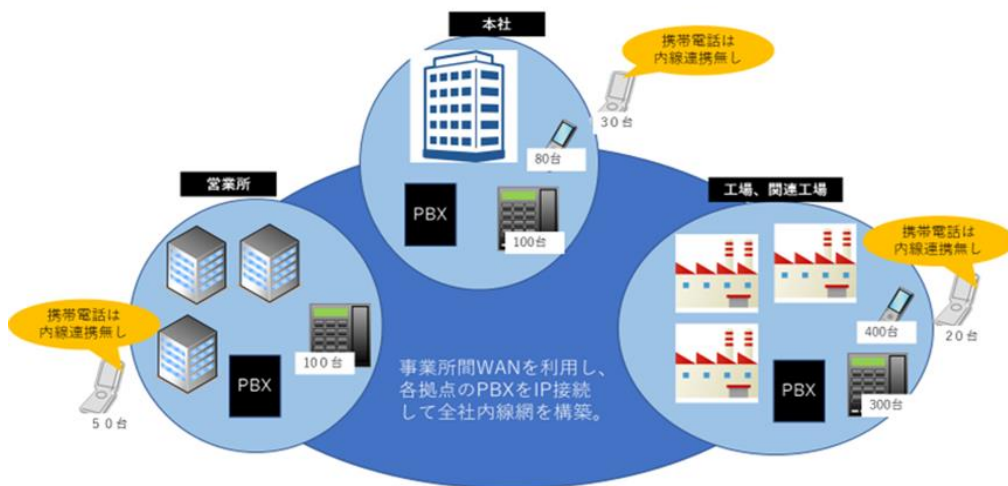 本社
携帯電話は
内線連携無し
30台
80台
PBX
100台
営業所
携帯電話は
内線連携無し
50台
100台
PBX
工場、関連工場
携帯電話は
内線連携無し
20台
400台
PBX
300台
事業所間WANを利用し、
各拠点のPBXをIP接続
して全社内線網を構築。